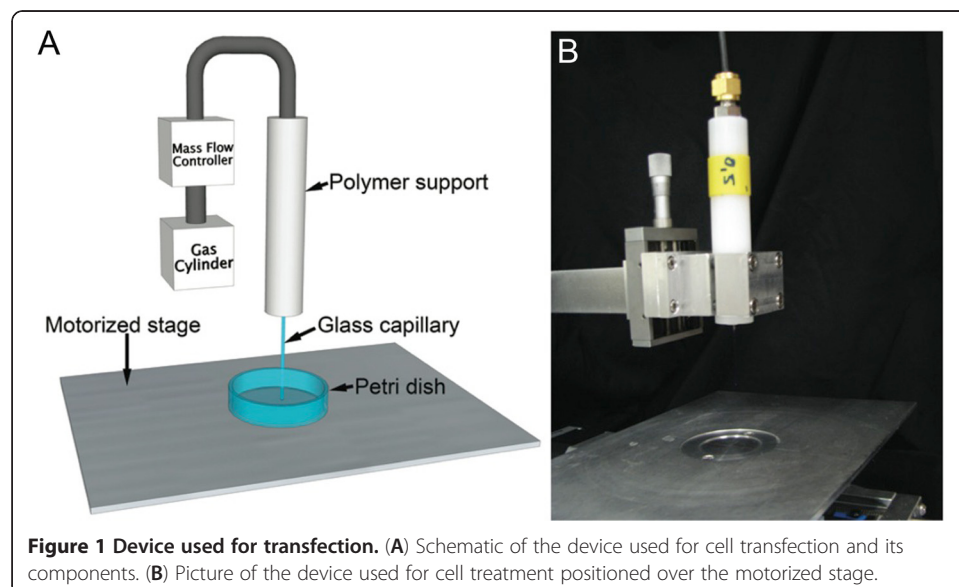 A
B
Mass Flow
Controller
Gas
Cylinder
Polymer support
Motorized stage
Glass capillary
Petri dish
0,5
Figure 1 Device used for transfection. (A) Schematic of the device used for cell transfection and its
components. (B) Picture of the device used for cell treatment positioned over the motorized stage.